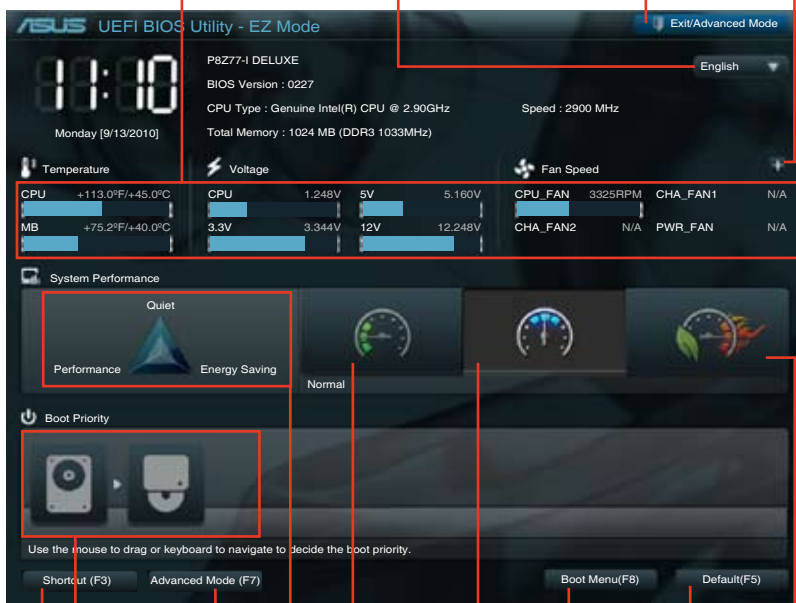 ASUS UEFI BIOS Utility - EZ Mode
Exit/Advanced Mode
English
11:10
Monday [9/13/2010]
P8Z77-I DELUXE
BIOS Version : 0227
CPU Type : Genuine Intel(R) CPU @ 2.90GHz Speed : 2900 MHz
Total Memory : 1024 MB (DDR3 1033MHz)
Temperature
CPU +113.0ºF/+45.0ºC
MB +75.2ºF/+40.0ºC
Voltage
CPU 1.248V 5V 5.160V
3.3V 3.344V 12V 12.248V
Fan Speed
CPU_FAN 3325RPM CHA_FAN1 N/A
CHA_FAN2 N/A PWR_FAN N/A
System Performance
Quiet
Performance Energy Saving
Normal
Boot Priority
Use the mouse to drag or keyboard to navigate to decide the boot priority.
Shortcut (F3) Advanced Mode (F7) Boot Menu(F8) Default(F5)